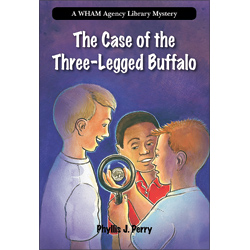 A WHAM Agency Library Mystery
The Case of the
Three-Legged Buffalo
Phyllis J. Perry